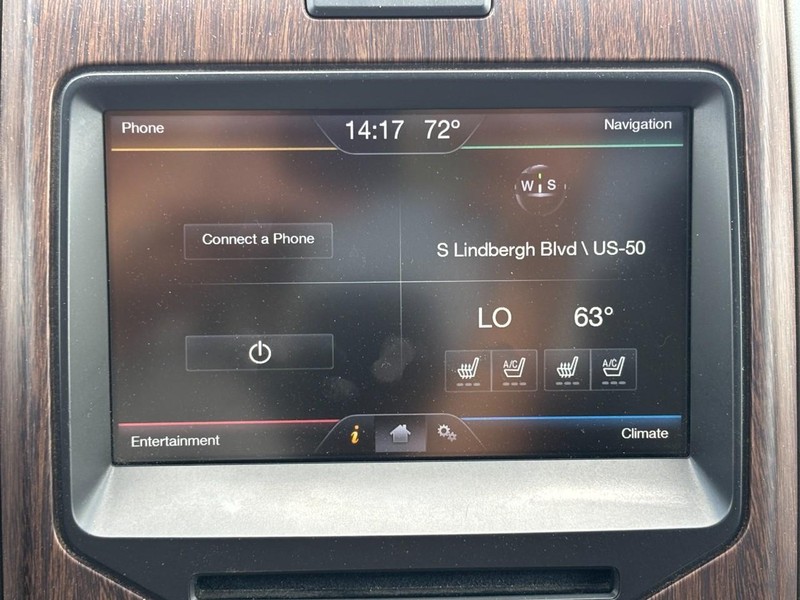 Phone
14:17 72°
Navigation
W S
Connect a Phone
S Lindbergh Blvd \ US-50
LO 63°
A/C A/C
i
Entertainment
Climate